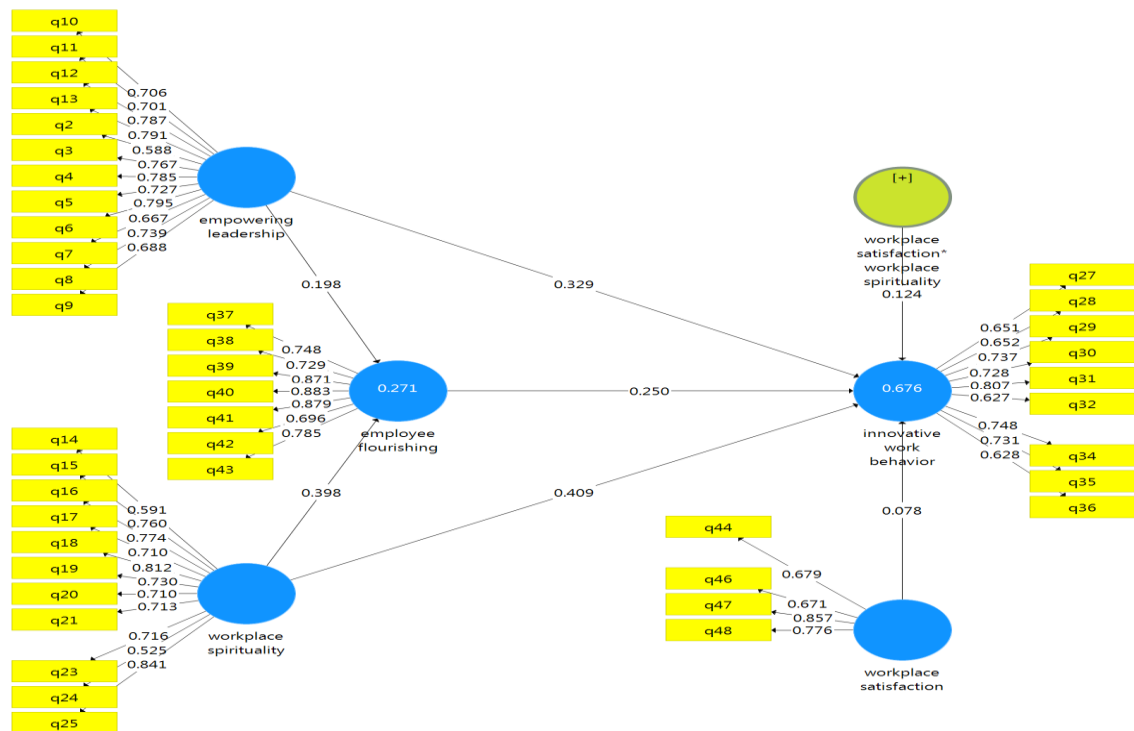 q10
q11
q12
q13
q2
q3
q4
q5
q6
q7
q8
q9
0.706
0.701
0.787
0.791
0.588
0.767
0.785
0.727
0.795
0.667
0.739
0.688
empowering
leadership
0.198
0.329
[+]
workplace
satisfaction*
workplace
spirituality
0.124
q37
q38
q39
q40
q41
q42
q43
0.748
0.729
0.871
0.883
0.879
0.696
0.785
0.271
employee
flourishing
0.250
0.676
innovative
work
behavior
0.651
0.652
0.737
0.728
0.807
0.627
0.748
0.731
0.628
q27
q28
q29
q30
q31
q32
q34
q35
q36
q14
q15
q16
q17
q18
q19
q20
q21
q23
q24
q25
0.591
0.760
0.774
0.710
0.812
0.730
0.710
0.713
0.716
0.525
0.841
workplace
spirituality
0.398
0.409
0.078
q44
q46
q47
q48
0.679
0.671
0.857
0.776
workplace
satisfaction